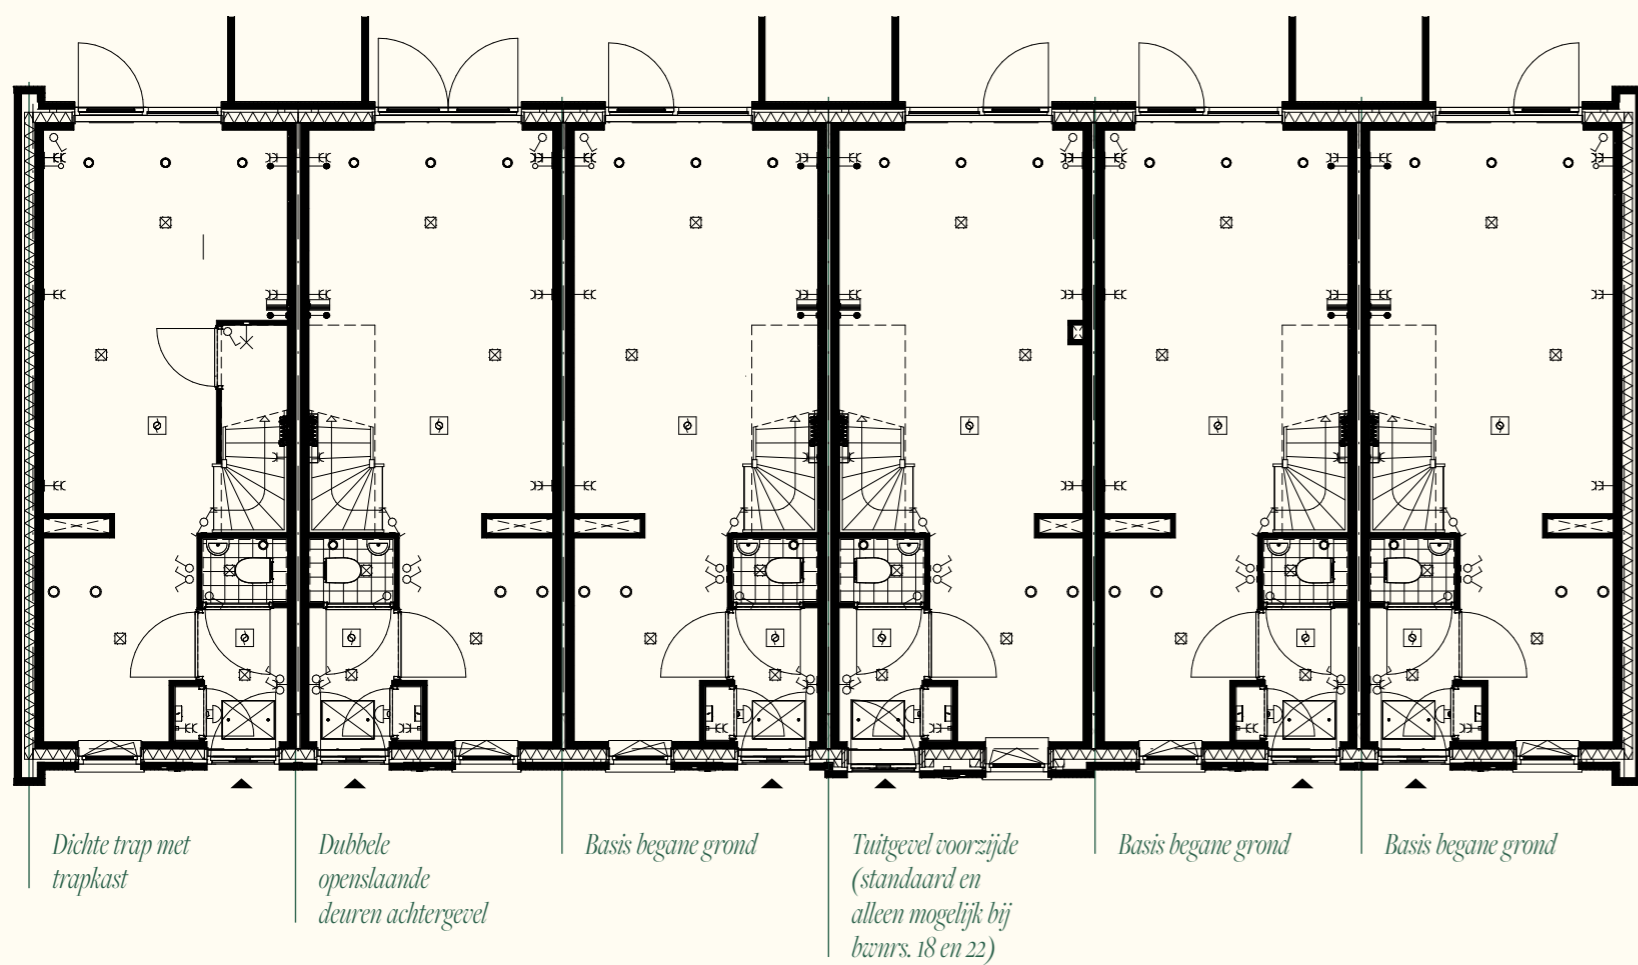 Dichte trap met
trapkast
Dubbele
openslaande
deuren achtergevel
Basis begane grond
Tuitgevel voorzijde
(standaard en
alleen mogelijk bij
bwnrs. 18 en 22)
Basis begane grond
Basis begane grond